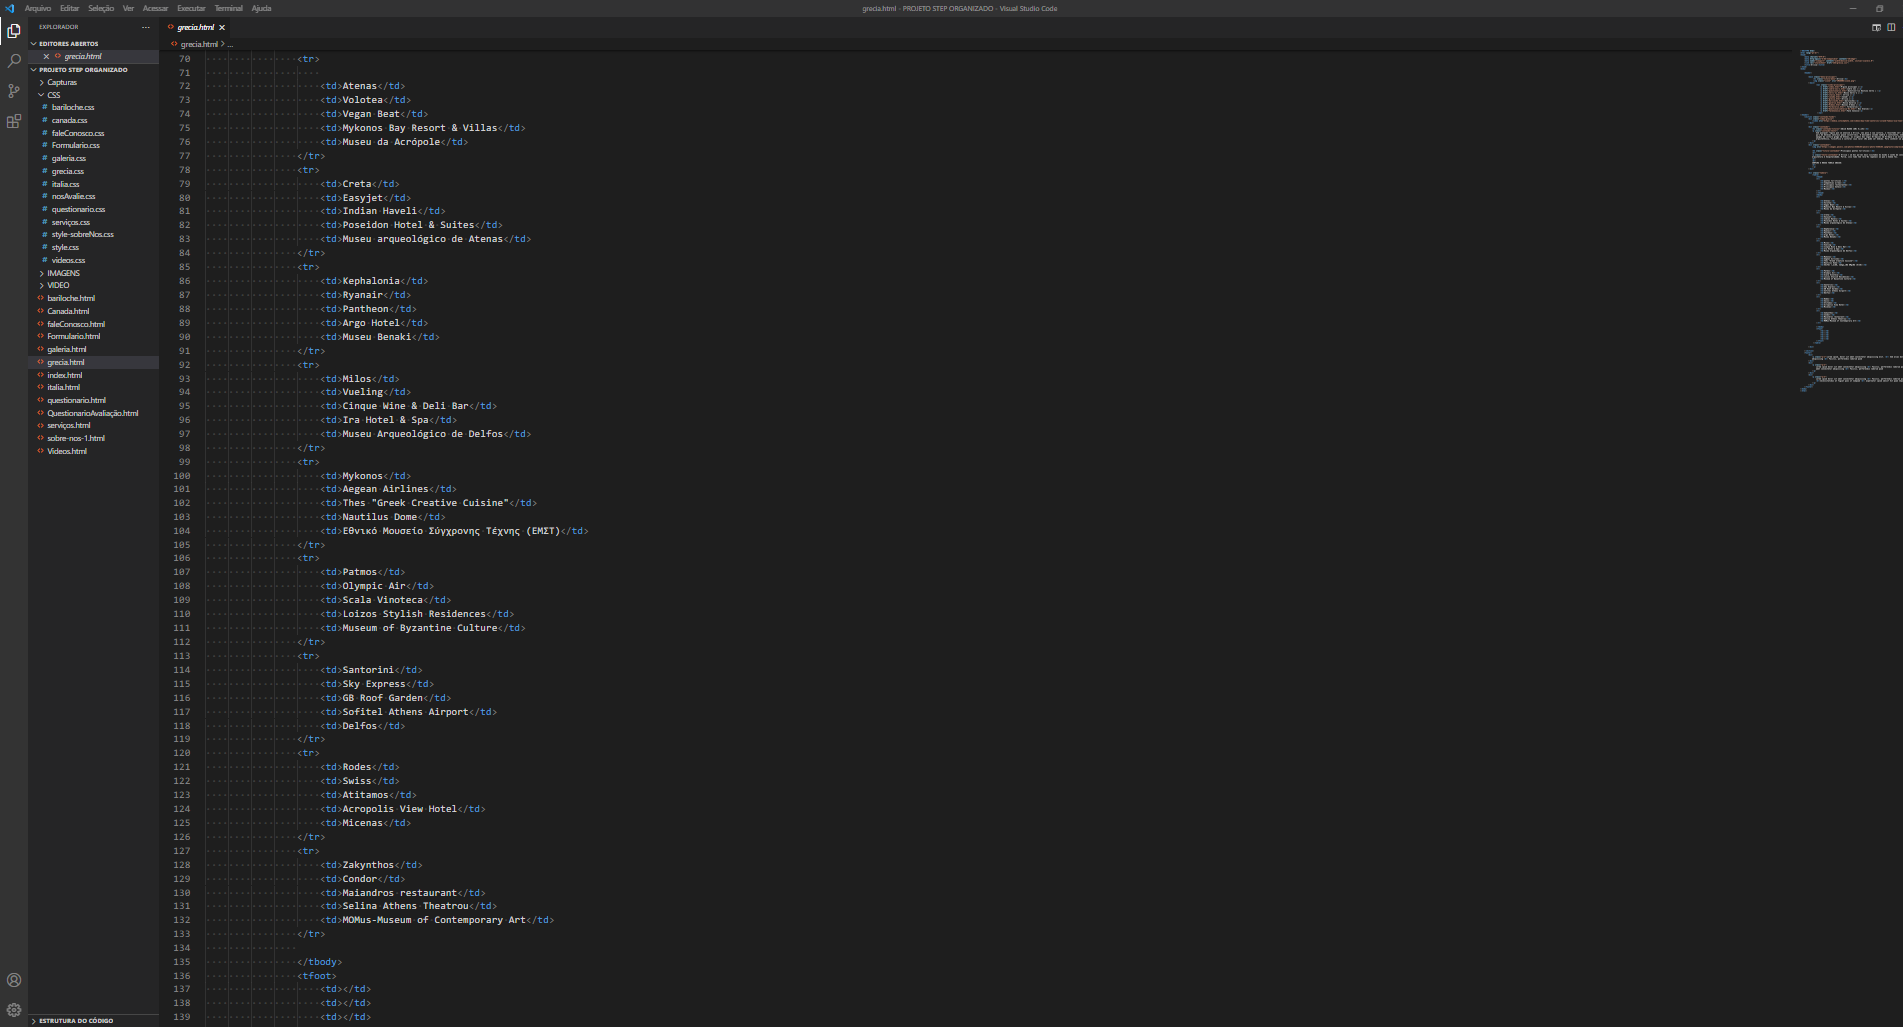 Arquivo Editar Seleção Ver Acessar Executar Terminal Ajuda
grecia.html - PROJETO STEP ORGANIZADO - Visual Studio Code
EXPLORADOR ...
EDITORES ABERTOS
grecia.html
PROJETO STEP ORGANIZADO
Capturas
CSS
# bariloche.css
# canada.css
# faleConosco.css
# Formulario.css
# galeria.css
# grecia.css
# italia.css
# nosAvalie.css
# questionario.css
# serviços.css
# style-sobreNos.css
# style.css
# videos.css
IMAGENS
VIDEO
<> bariloche.html
<> Canada.html
<> faleConosco.html
<> Formulario.html
<> galeria.html
<> grecia.html
<> index.html
<> italia.html
<> questionario.html
<> QuestionarioAvaliação.html
<> serviços.html
<> sobre-nos-1.html
<> Videos.html
ESTRUTURA DO CÓDIGO
<> grecia.html
<> grecia.html > ...
70 <tr>
71
72 <td>Atenas</td>
73 <td>Volotea</td>
74 <td>Vegan Beat</td>
75 <td>Mykonos Bay Resort & Villas</td>
76 <td>Museu da Acrópole</td>
77 </tr>
78 <tr>
79 <td>Creta</td>
80 <td>Easyjet</td>
81 <td>Indian Haveli</td>
82 <td>Poseidon Hotel & Suites</td>
83 <td>Museu arqueológico de Atenas</td>
84 </tr>
85 <tr>
86 <td>Kephalonia</td>
87 <td>Ryanair</td>
88 <td>Pantheon</td>
89 <td>Argo Hotel</td>
90 <td>Museu Benaki</td>
91 </tr>
92 <tr>
93 <td>Milos</td>
94 <td>Vueling</td>
95 <td>Cinque Wine & Deli Bar</td>
96 <td>Ira Hotel & Spa</td>
97 <td>Museu Arqueológico de Delfos</td>
98 </tr>
99 <tr>
100 <td>Mykonos</td>
101 <td>Aegean Airlines</td>
102 <td>Thes "Greek Creative Cuisine"</td>
103 <td>Nautilus Dome</td>
104 <td>Εθνικό Μουσείο Σύγχρονης Τέχνης (ΕΜΣΤ)</td>
105 </tr>
106 <tr>
107 <td>Patmos</td>
108 <td>Olympic Air</td>
109 <td>Scala Vinoteca</td>
110 <td>Loizos Stylish Residences</td>
111 <td>Museum of Byzantine Culture</td>
112 </tr>
113 <tr>
114 <td>Santorini</td>
115 <td>Sky Express</td>
116 <td>GB Roof Garden</td>
117 <td>Sofitel Athens Airport</td>
118 <td>Delfos</td>
119 </tr>
120 <tr>
121 <td>Rodes</td>
122 <td>Swiss</td>
123 <td>Atitamos</td>
124 <td>Acropolis View Hotel</td>
125 <td>Micenas</td>
126 </tr>
127 <tr>
128 <td>Zakynthos</td>
129 <td>Condor</td>
130 <td>Maiandros restaurant</td>
131 <td>Selina Athens Theatrou</td>
132 <td>MOMus-Museum of Contemporary Art</td>
133 </tr>
134
135 </tbody>
136 <tfoot>
137 <td></td>
138 <td></td>
139 <td></td>